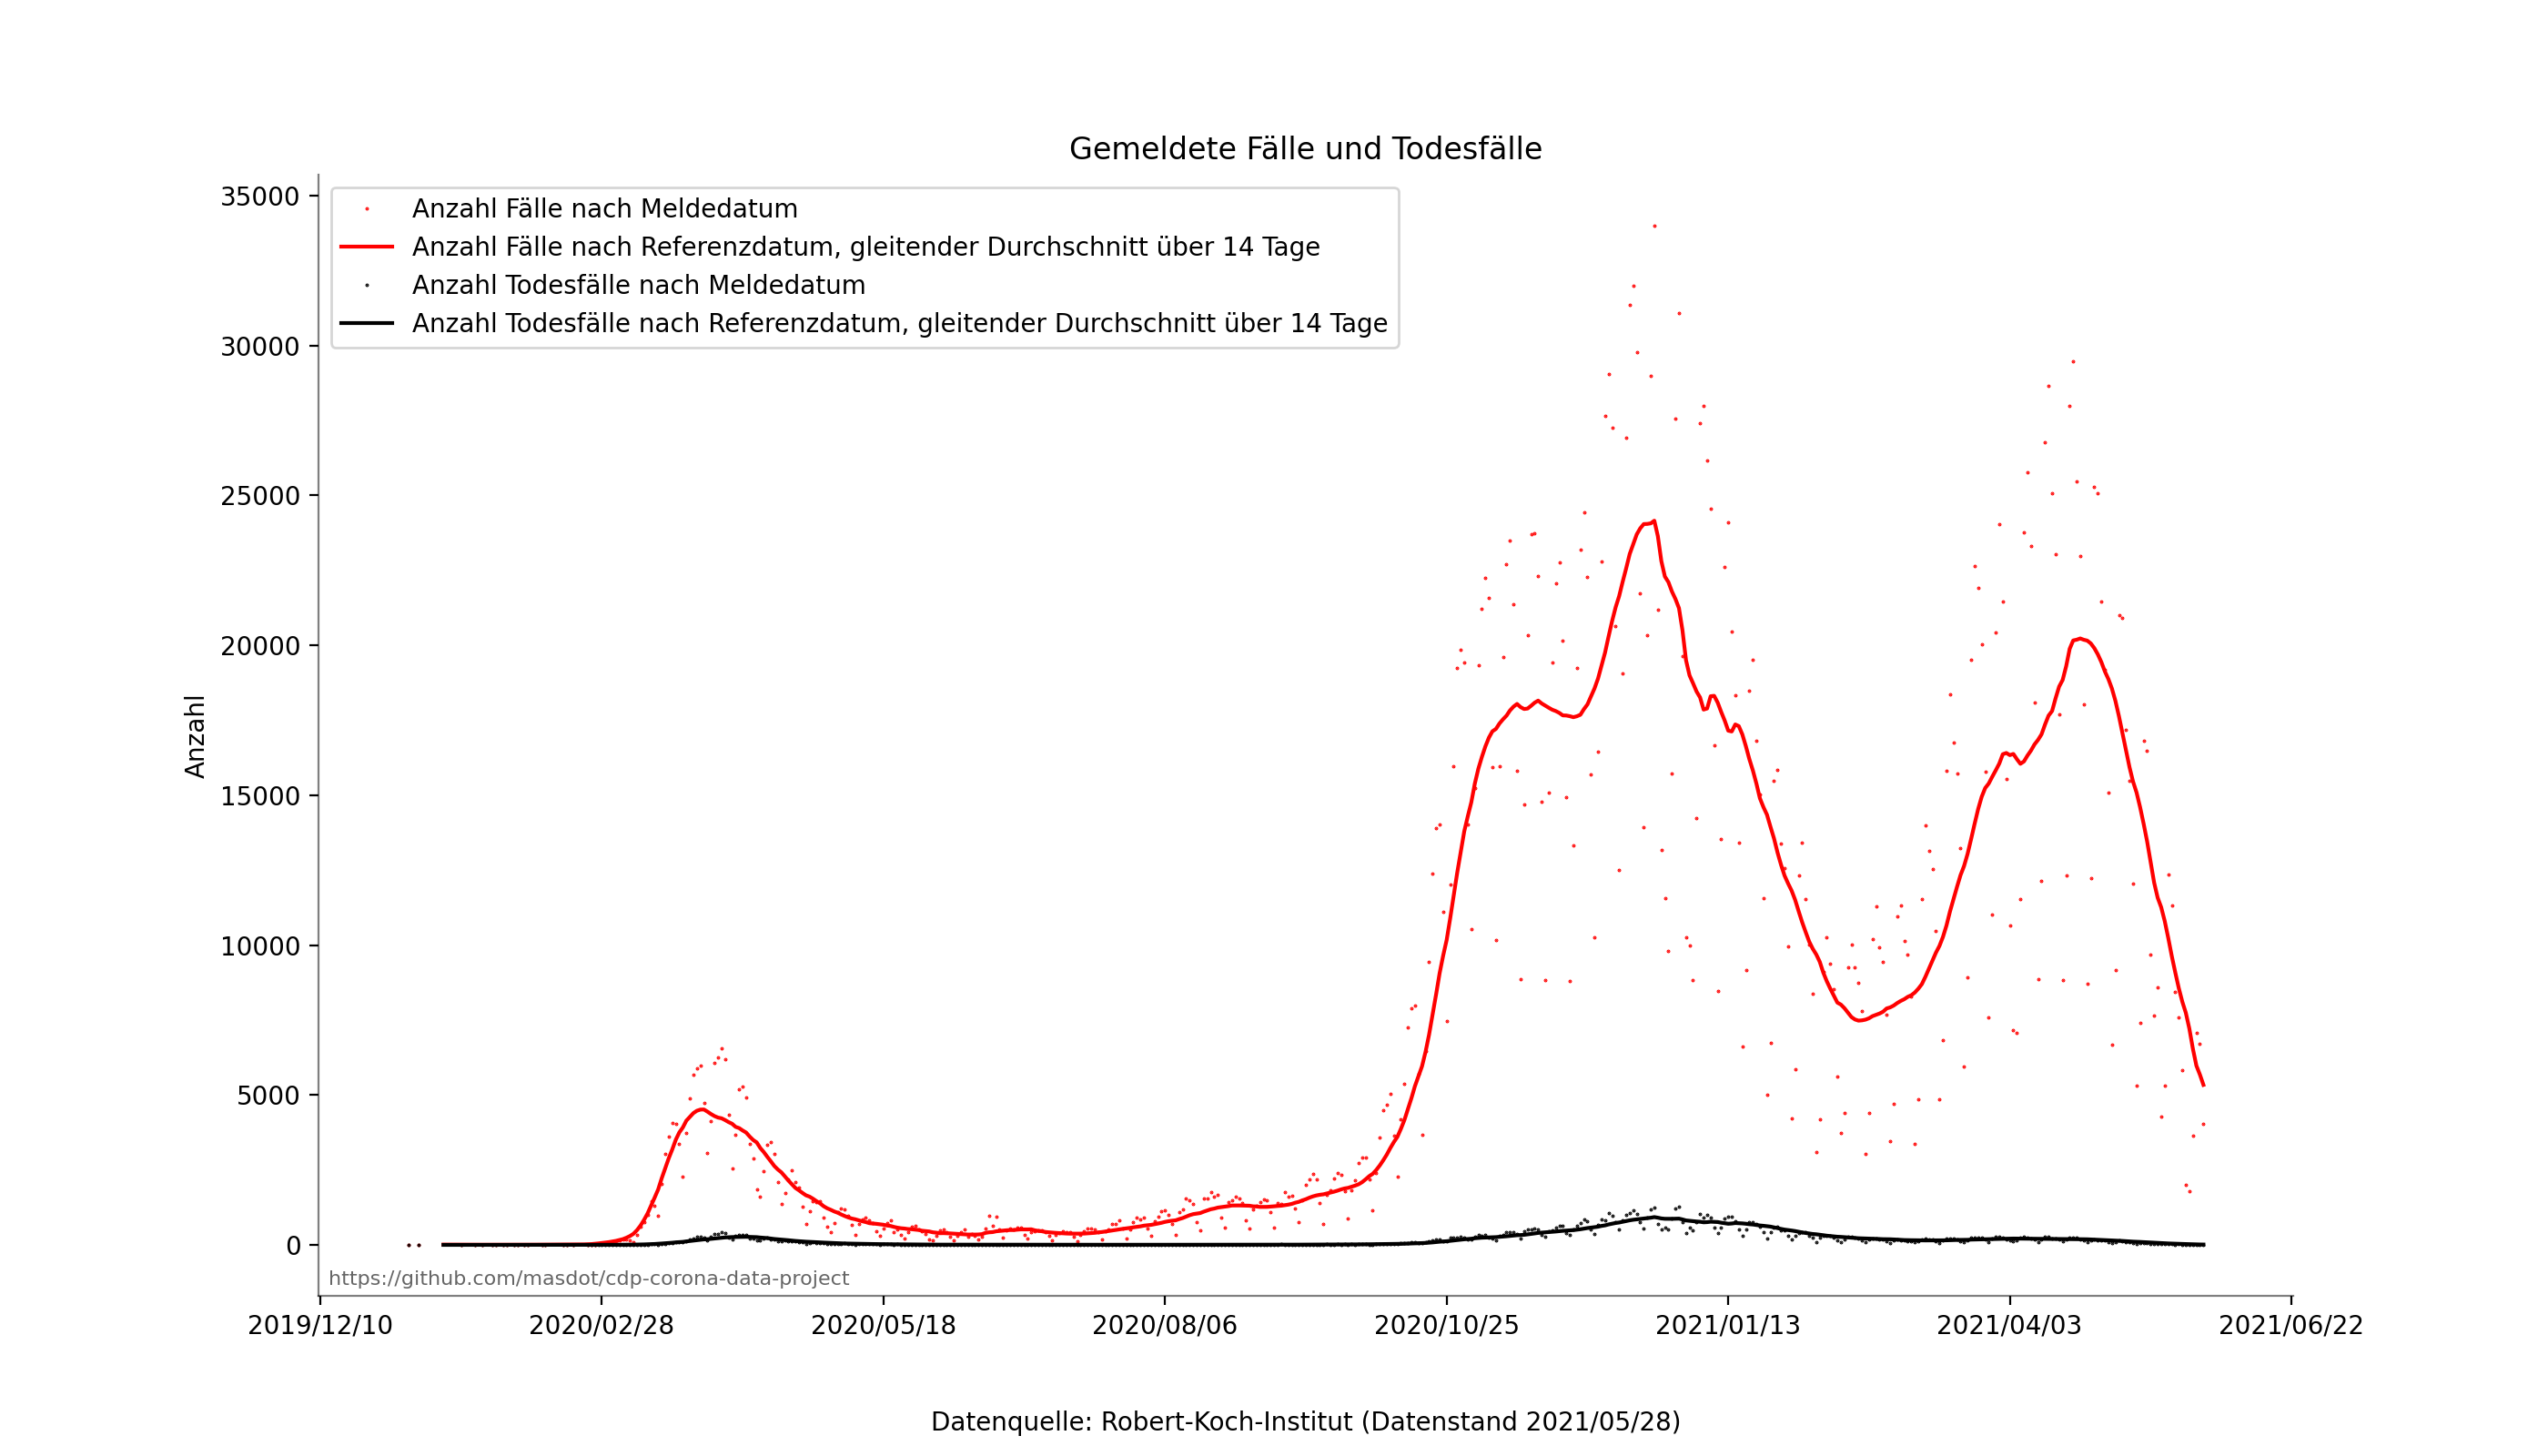 Gemeldete Fälle und Todesfälle
35000
30000
25000
20000
15000
10000
5000
0
Anzahl
Anzahl Fälle nach Meldedatum
Anzahl Fälle nach Referenzdatum, gleitender Durchschnitt über 14 Tage
Anzahl Todesfälle nach Meldedatum
Anzahl Todesfälle nach Referenzdatum, gleitender Durchschnitt über 14 Tage
https://github.com/masdot/cdp-corona-data-project
2019/12/10 2020/02/28 2020/05/18 2020/08/06 2020/10/25 2021/01/13 2021/04/03 2021/06/22
Datenquelle: Robert-Koch-Institut (Datenstand 2021/05/28)